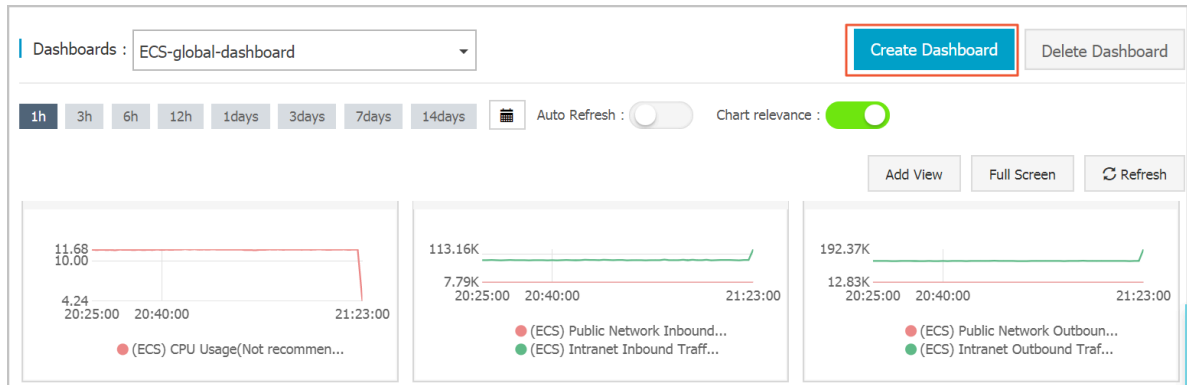 Dashboards : ECS-global-dashboard Create Dashboard Delete Dashboard
1h 3h 6h 12h 1days 3days 7days 14days Auto Refresh : Chart relevance :
Add View Full Screen Refresh
11.68
10.00
4.24
20:25:00 20:40:00 21:23:00
(ECS) CPU Usage(Not recommen...
113.16K
7.79K
20:25:00 20:40:00 21:23:00
(ECS) Public Network Inbound...
(ECS) Intranet Inbound Traff...
192.37K
12.83K
20:25:00 20:40:00 21:23:00
(ECS) Public Network Outboun...
(ECS) Intranet Outbound Traf...